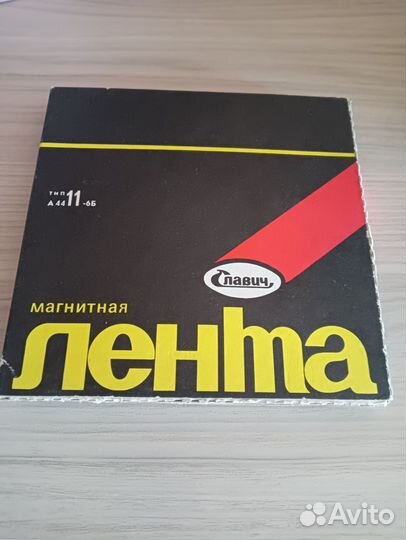 тип
А 4411-6Б
Славич
магнитная
лента
Avito